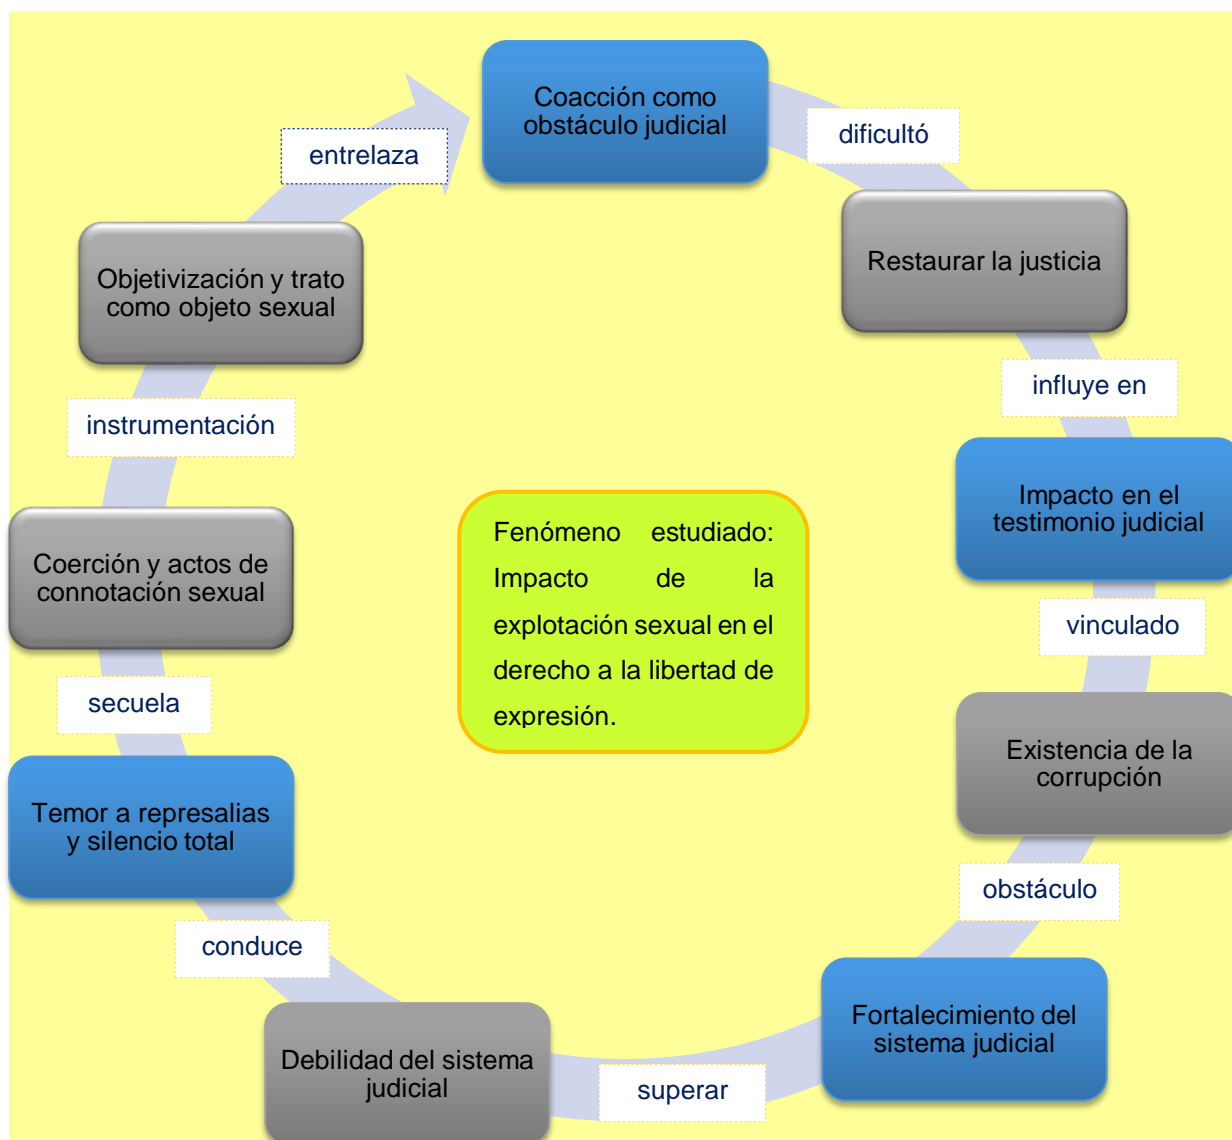 Coacción como
obstáculo judicial
dificultó
Restaurar la justicia
influye en
Impacto en el
testimonio judicial
vinculado
Existencia de la
corrupción
obstáculo
Fortalecimiento del
sistema judicial
superar
Debilidad del sistema
judicial
conduce
Temor a represalias
y silencio total
secuela
Coerción y actos de
connotación sexual
instrumentación
Objetivización y trato
como objeto sexual
entrelaza
Fenómeno estudiado:
Impacto de la
explotación sexual en el
derecho a la libertad de
expresión.